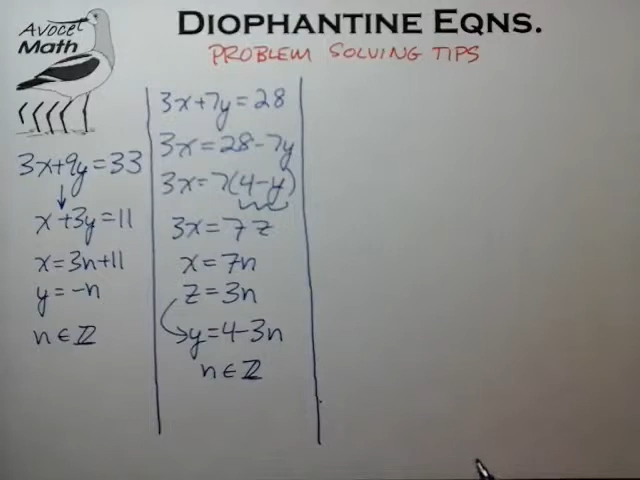 Avocet
Math
DIOPHANTINE EQNS.
PROBLEM SOLVING TIPS
3x+9y=33
x+3y=11
x=3n+11
y=-n
n∈ℤ
3x+7y=28
3x=28-7y
3x=7(4-y)
3x=7z
x=7n
z=3n
y=4-3n
n∈ℤ